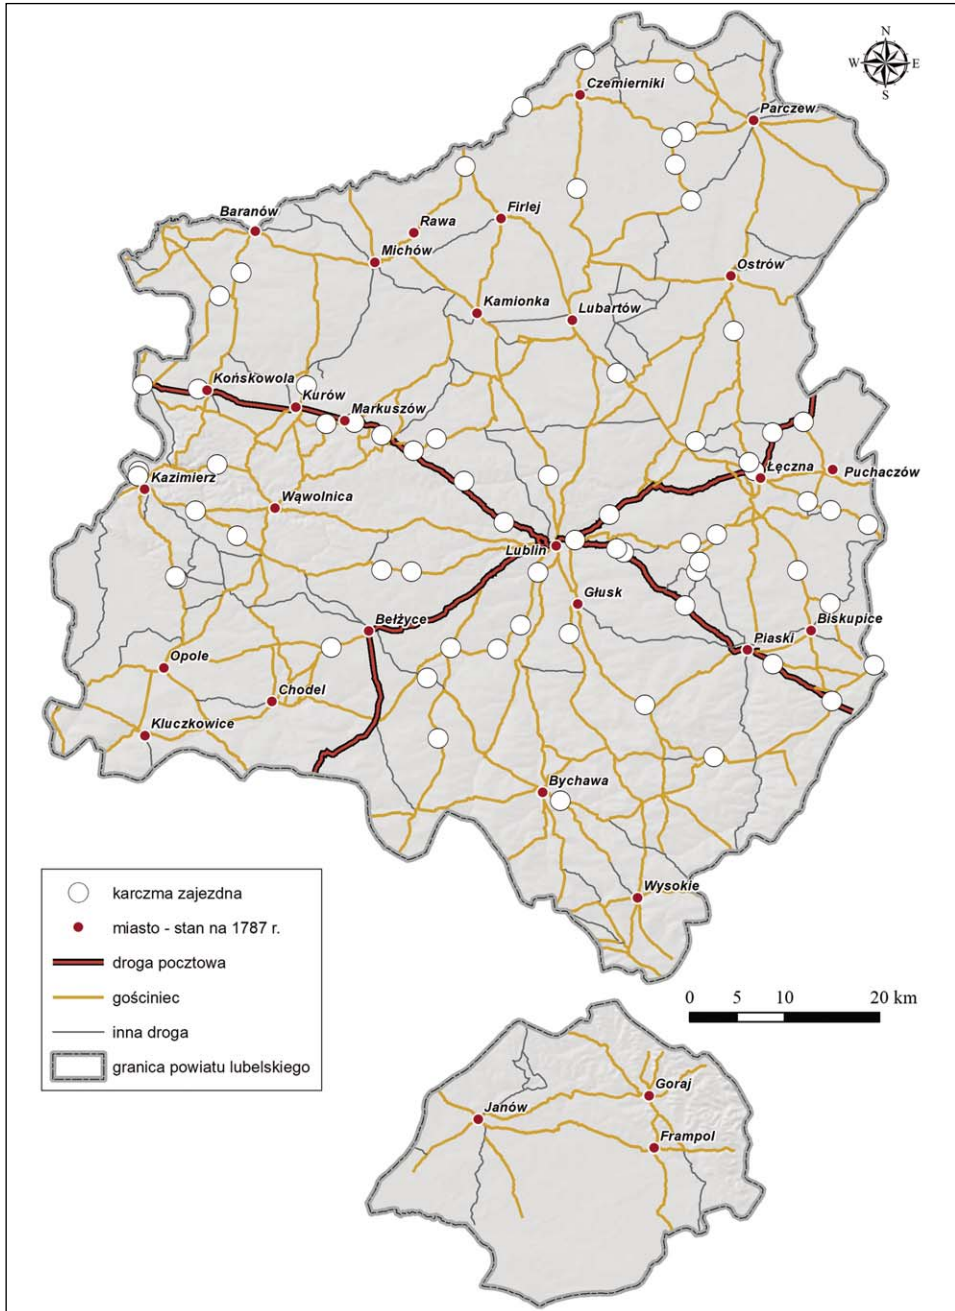 N
W E
S
Czemierniki
Parczew
Baranów
Rawa
Firlej
Michów
Ostrów
Kamionka
Lubartów
Końskowola
Kurów
Markuszów
Kazimierz
Łęczna
Puchaczów
Wąwolnica
Lublin
Głusk
Bełżyce
Biskupice
Piaski
Opole
Chodel
Kluczkowice
Bychawa
Wysokie
karczma zajezdna
miasto - stan na 1787 r.
droga pocztowa
gościniec
inna droga
granica powiatu lubelskiego
0 5 10 20 km
Goraj
Janów
Frampol